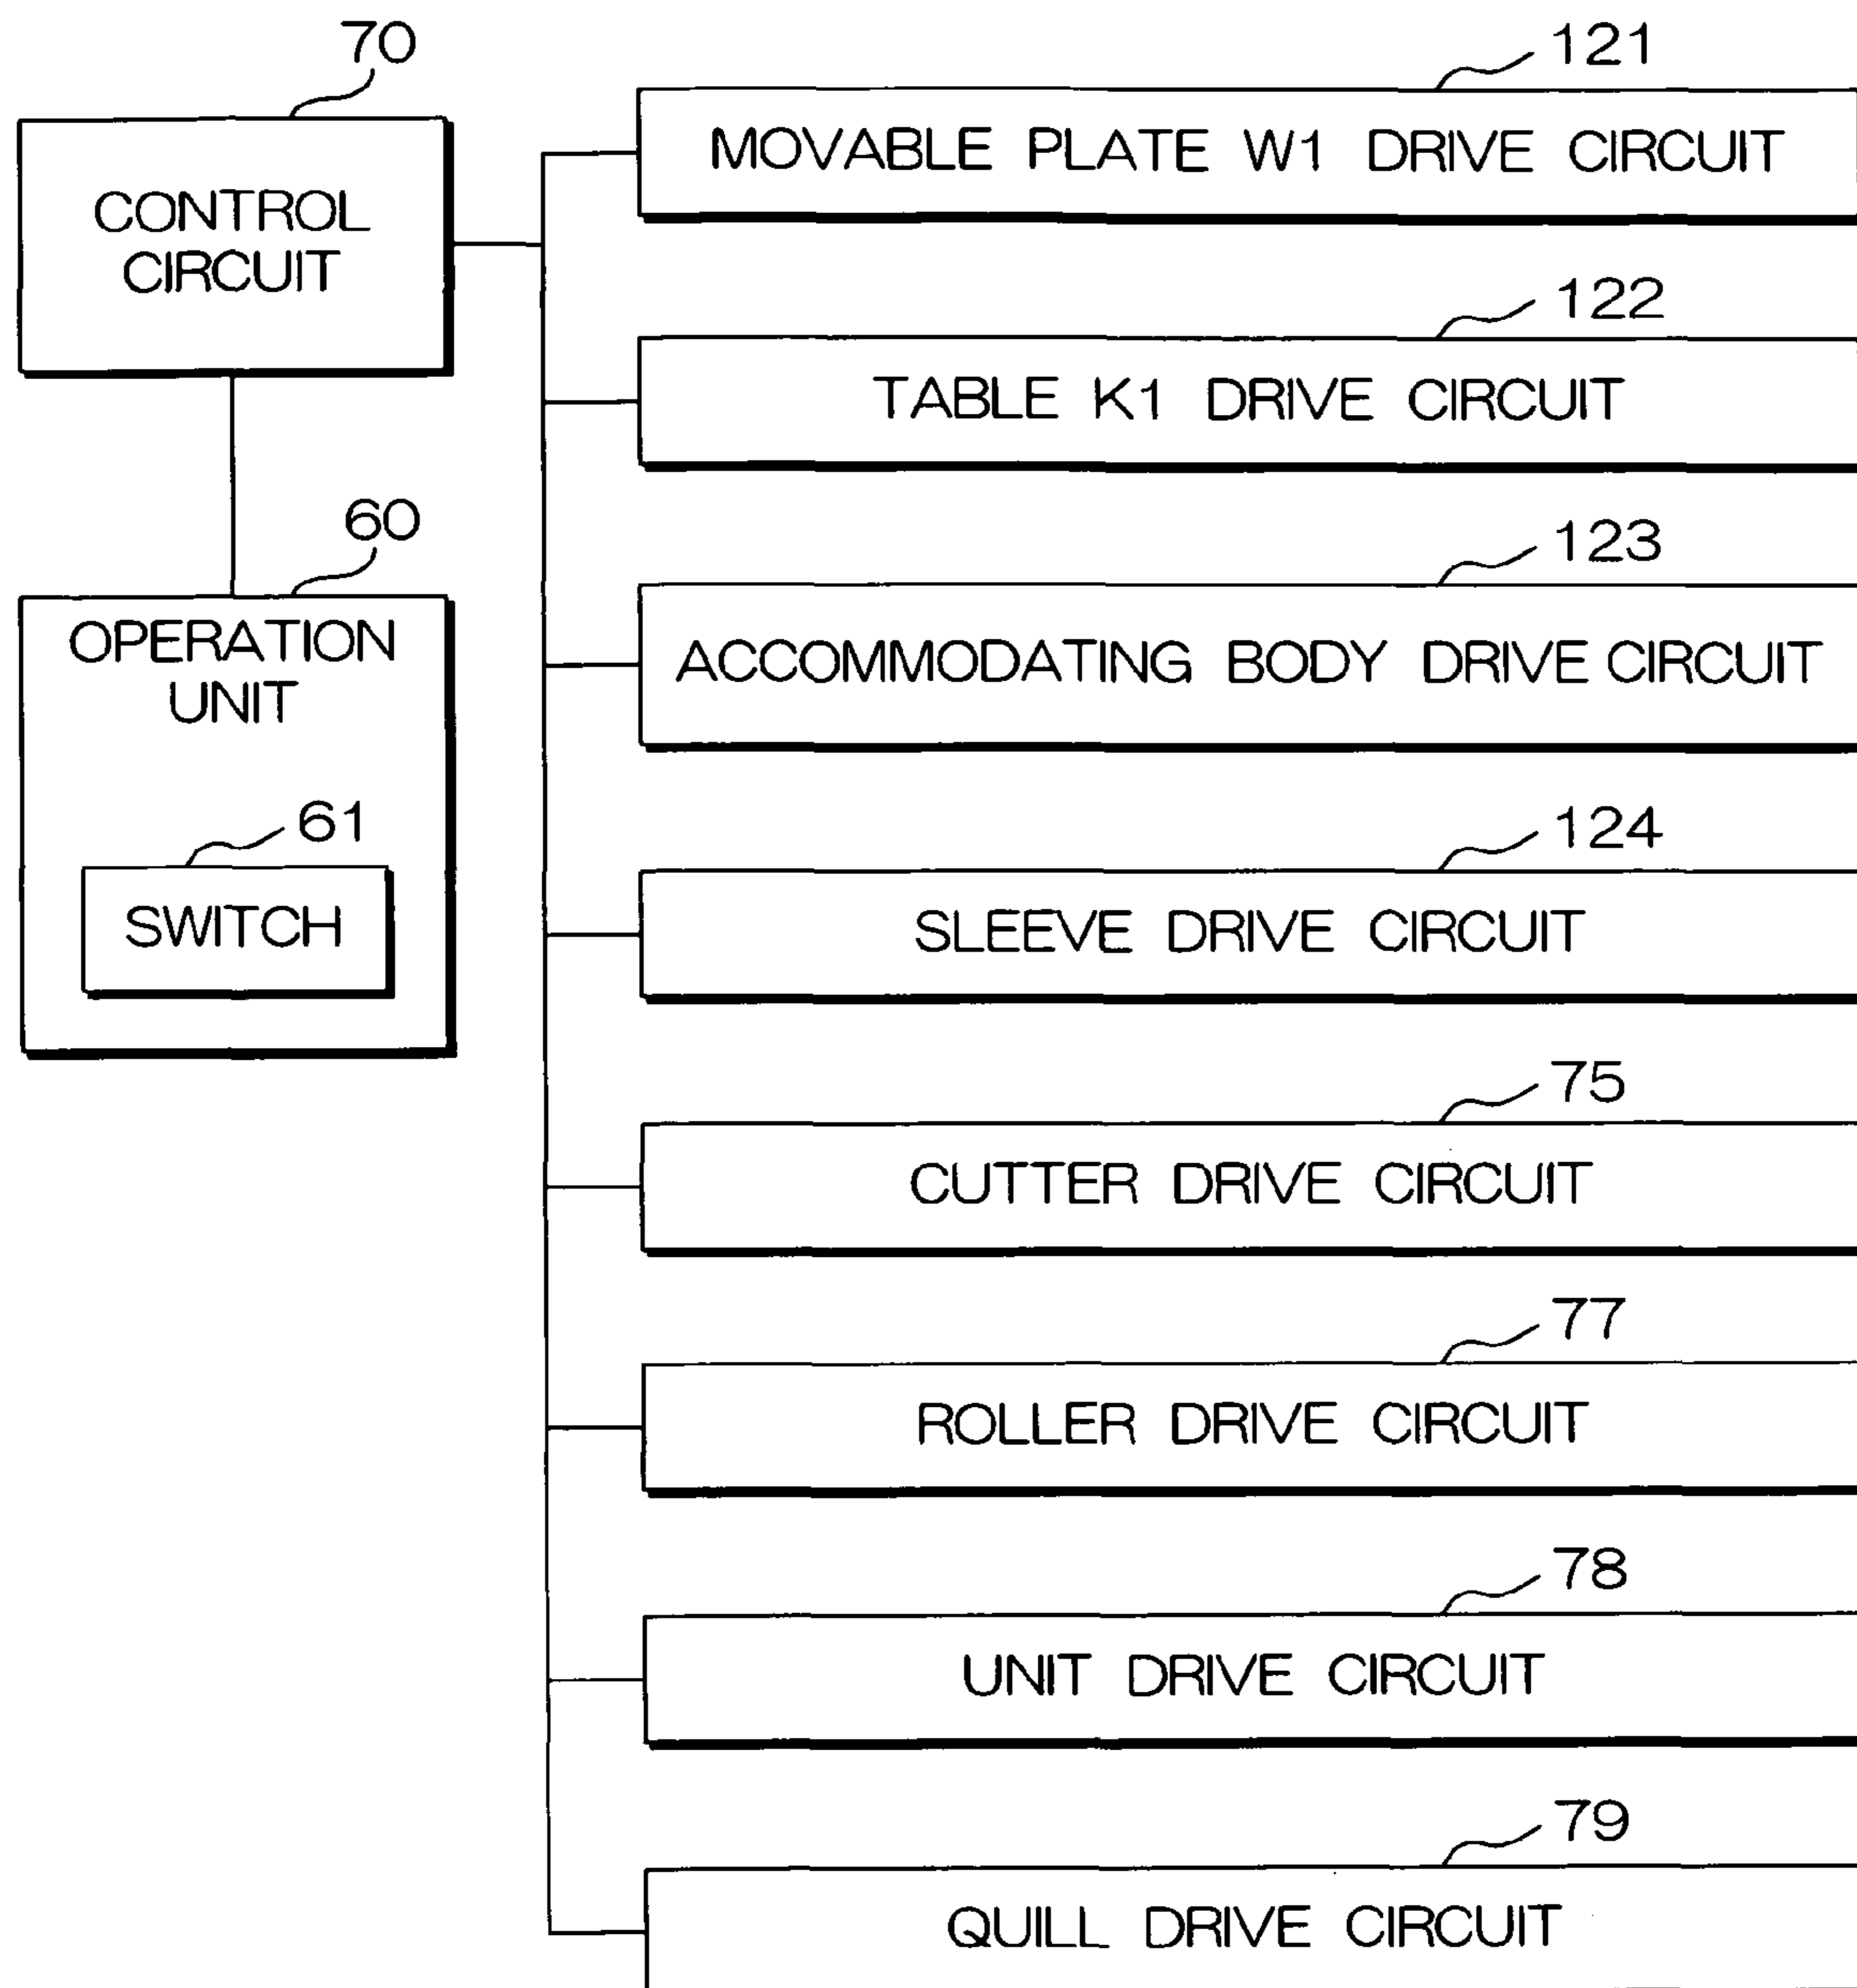 70
CONTROL
CIRCUIT
60
OPERATION
UNIT
61
SWITCH
121
MOVABLE PLATE W1 DRIVE CIRCUIT
122
TABLE K1 DRIVE CIRCUIT
123
ACCOMMODATING BODY DRIVE CIRCUIT
124
SLEEVE DRIVE CIRCUIT
75
CUTTER DRIVE CIRCUIT
77
ROLLER DRIVE CIRCUIT
78
UNIT DRIVE CIRCUIT
79
QUILL DRIVE CIRCUIT